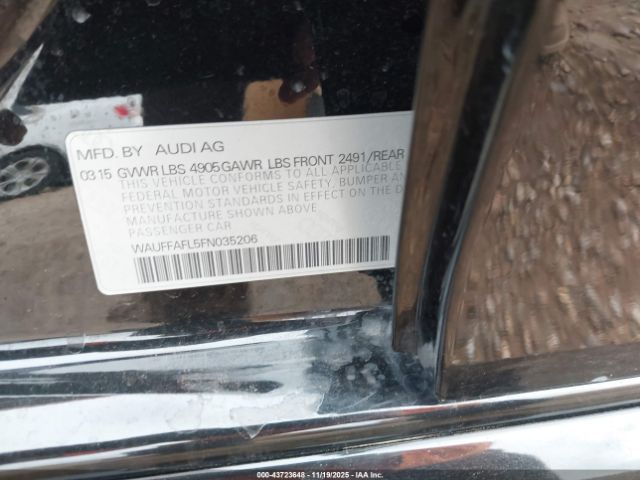 MFD. BY AUDI AG
03 15 GVWR LBS 4905 GAWR LBS FRONT 2491/REAR
THIS VEHICLE CONFORMS TO ALL APPLICABLE
FEDERAL MOTOR VEHICLE SAFETY, BUMPER AN
PREVENTION STANDARDS IN EFFECT ON THE
MANUFACTURE SHOWN ABOVE
PASSENGER CAR
WAUFFAFL5FN035206
000-43723648 - 11/19/2025 - IAAI.COM